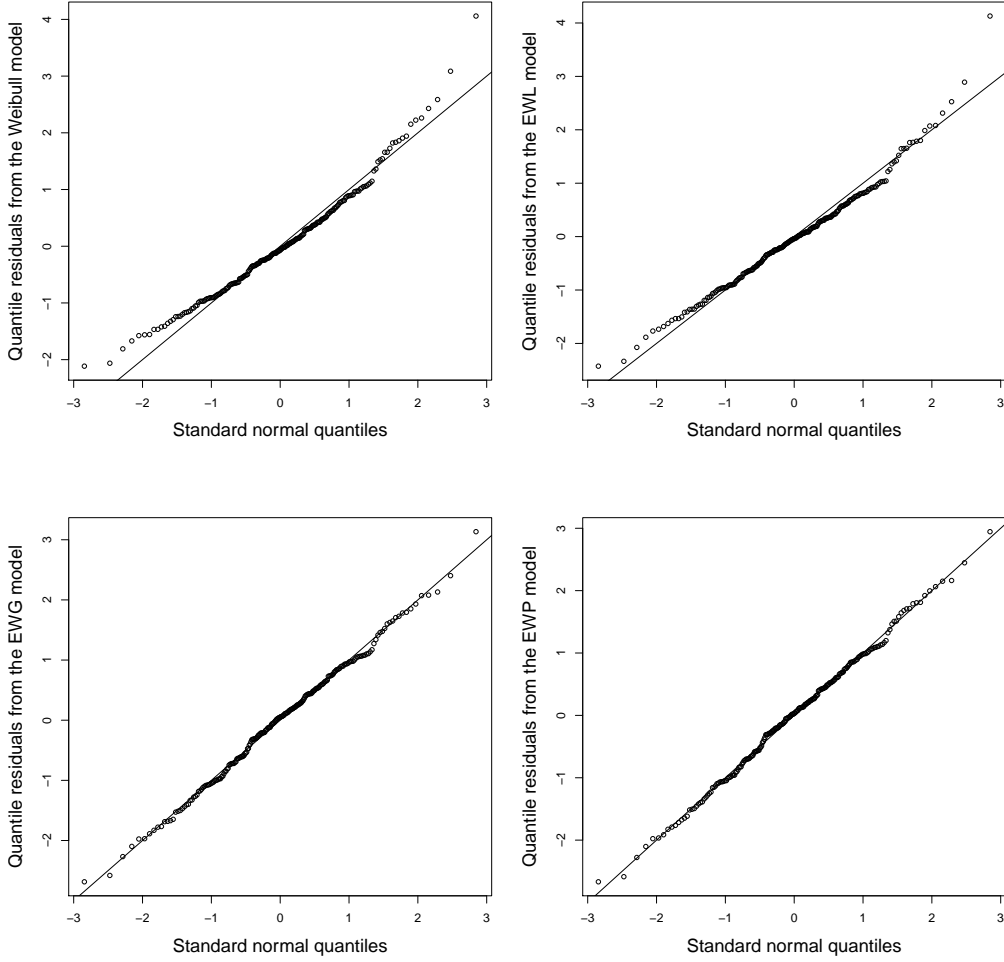 Quantile residuals from the Weibull model
4
3
2
1
0
−1
−2
−3 −2 −1 0 1 2 3
Standard normal quantiles
Quantile residuals from the EWL model
4
3
2
1
0
−1
−2
−3 −2 −1 0 1 2 3
Standard normal quantiles
Quantile residuals from the EWG model
3
2
1
0
−1
−2
−3 −2 −1 0 1 2 3
Standard normal quantiles
Quantile residuals from the EWP model
3
2
1
0
−1
−2
−3 −2 −1 0 1 2 3
Standard normal quantiles